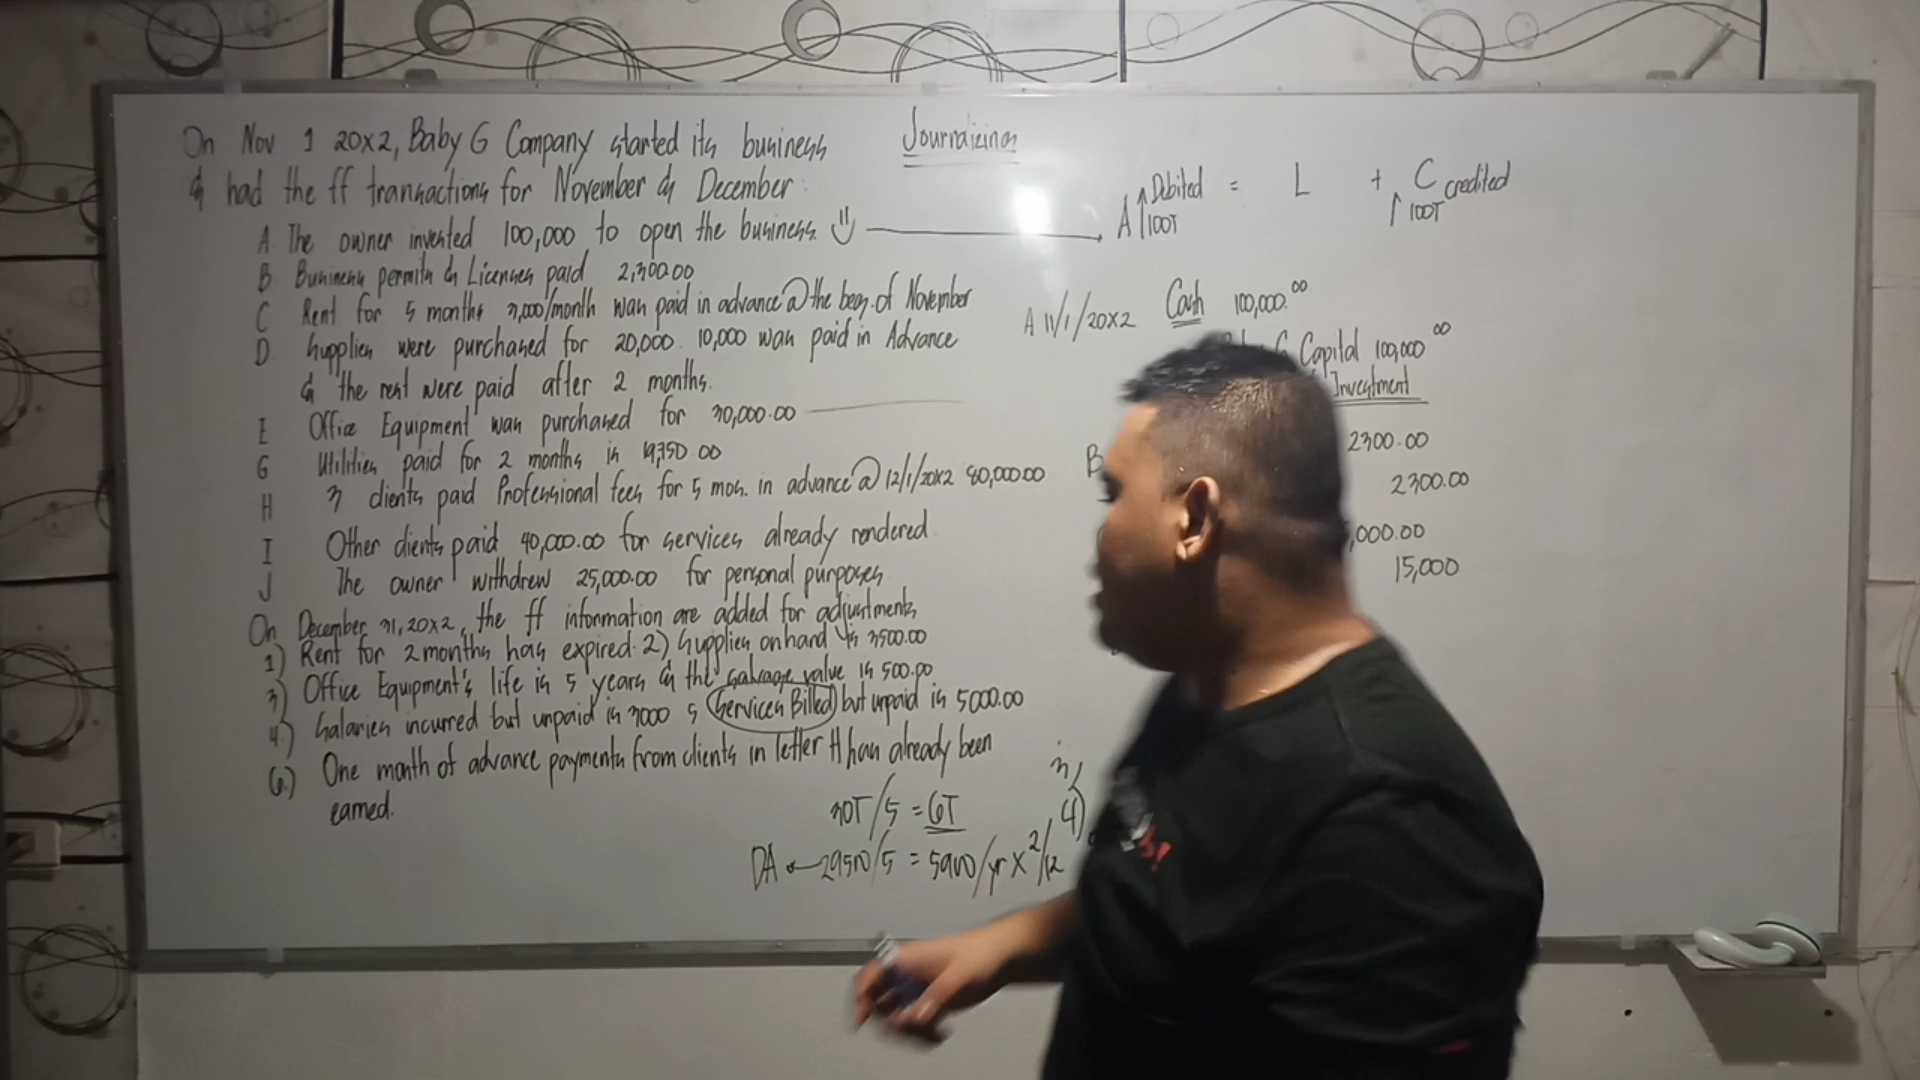 On Nov 1 20x2, Baby G Company started its business
& had the ff transactions for November & December:
A. The owner invested 100,000 to open the business.
B Business permits & Licenses paid 2,300.00
C Rent for 5 months 3,000/month was paid in advance @ the beg. of November
D Supplies were purchased for 20,000. 10,000 was paid in Advance
& the rest were paid after 2 months.
E Office Equipment was purchased for 30,000.00
G Utilities paid for 2 months is 19,350.00
H 3 clients paid Professional fees for 5 mos. in advance @ 12/1/20x2 80,000.00
I Other clients paid 40,000.00 for services already rendered.
J The owner withdrew 25,000.00 for personal purposes
On December 31, 20x2, the ff information are added for adjustments
1) Rent for 2 months has expired. 2) Supplies on hand is 3500.00
3) Office Equipment's life is 5 years & the salvage value is 500.00
4) Salaries incurred but unpaid is 3000 5 Services Billed but unpaid is 5000.00
6.) One month of advance payments from clients in letter H has already been
earned.
30T/5 = 6T
DA 29500/5 = 5900/yr x 2/12
3/
4)
Journalizing
A Debited 100T = L + C credited 100T
A 11/1/20x2 Cash 100,000.00
Capital 100,000 00
Investment
B
2300.00
2300.00
,000.00
15,000